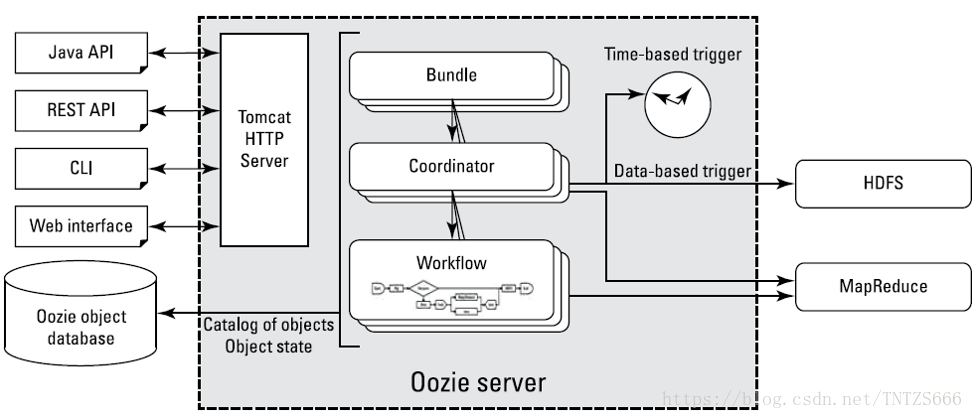 Java API
REST API
CLI
Web interface
Oozie object
database
Tomcat
HTTP
Server
Bundle
Coordinator
Workflow
Time-based trigger
Data-based trigger
HDFS
MapReduce
Catalog of objects
Object state
Oozie server
https://blog.csdn.net/TNTZS666